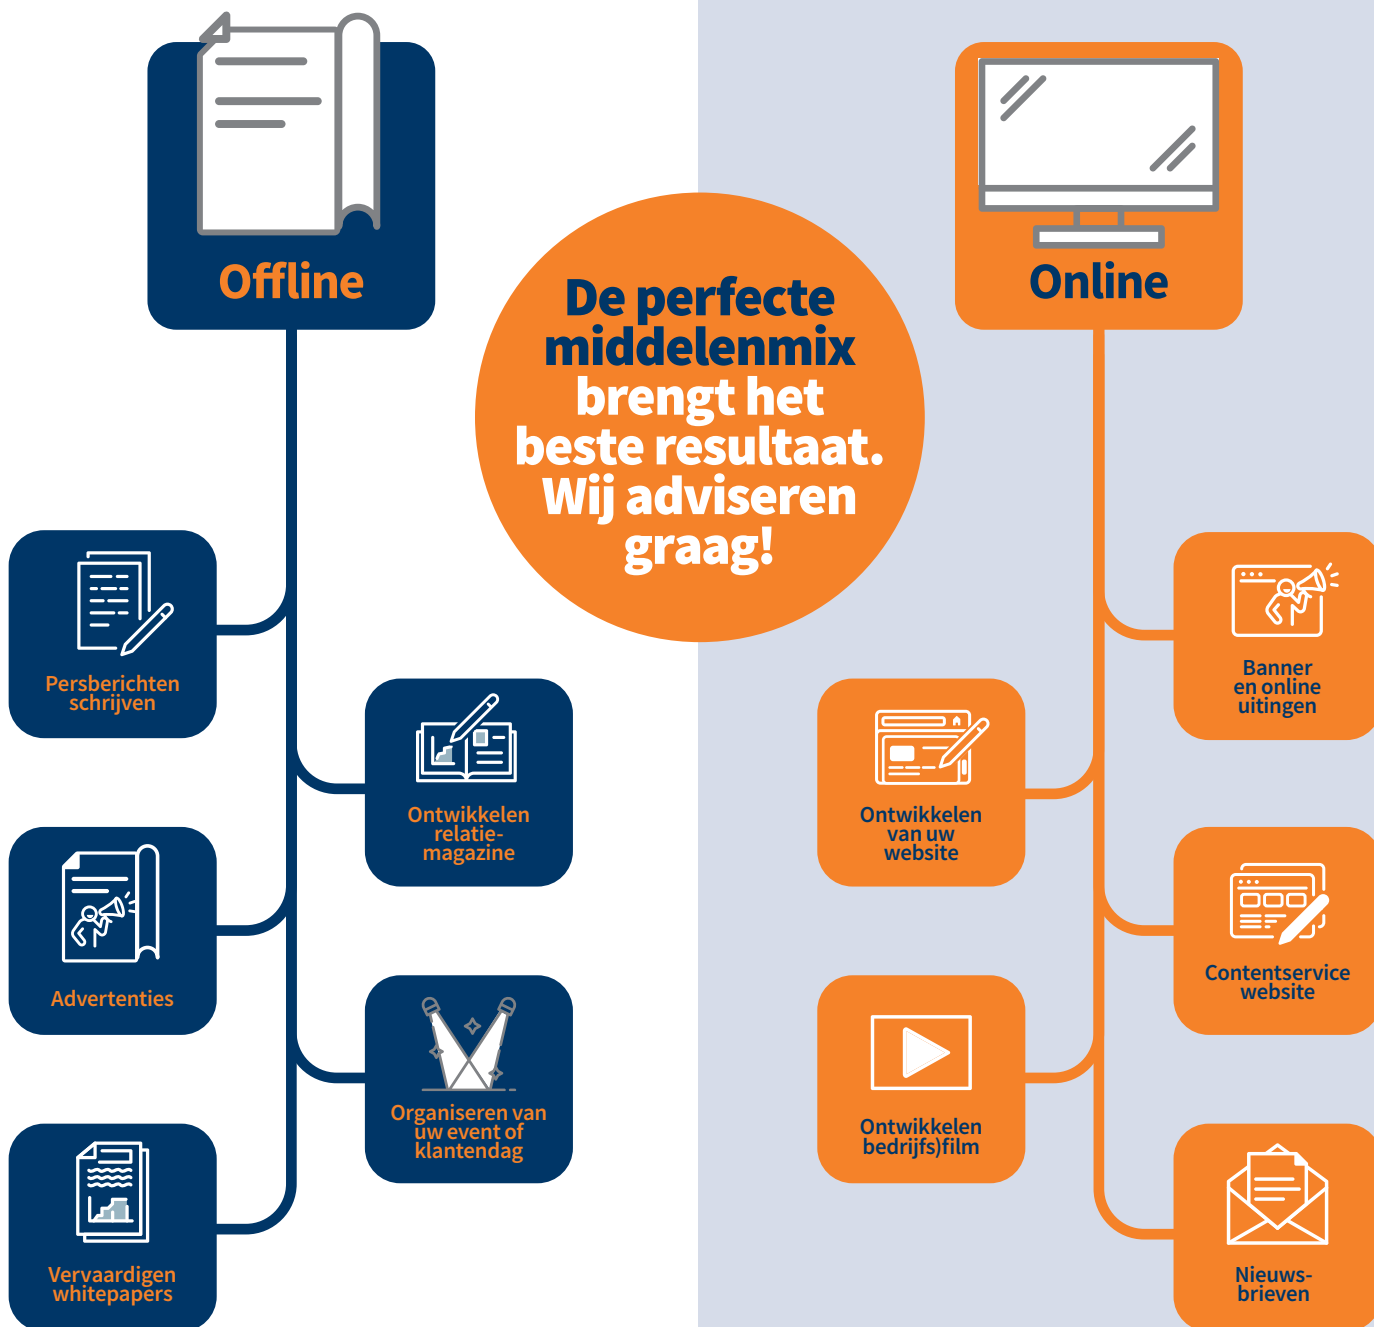 Offline
Online
De perfecte
middelenmix
brengt het
beste resultaat.
Wij adviseren
graag!
Persberichten
schrijven
Banner
en online
uitingen
Ontwikkelen
relatie-
magazine
Ontwikkelen
van uw
website
Advertenties
Contentservice
website
Organiseren van
uw event of
klantendag
Ontwikkelen
bedrijfs)film
Vervaardigen
whitepapers
Nieuws-
brieven